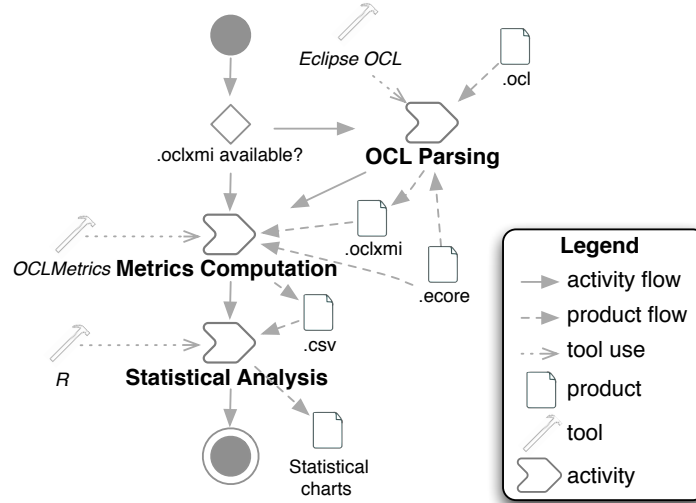 Eclipse OCL
.ocl
.oclxmi available?
OCL Parsing
.oclxmi
OCLMetrics
Metrics Computation
.ecore
.csv
R
Statistical Analysis
Statistical
charts
Legend
activity flow
product flow
tool use
product
tool
activity